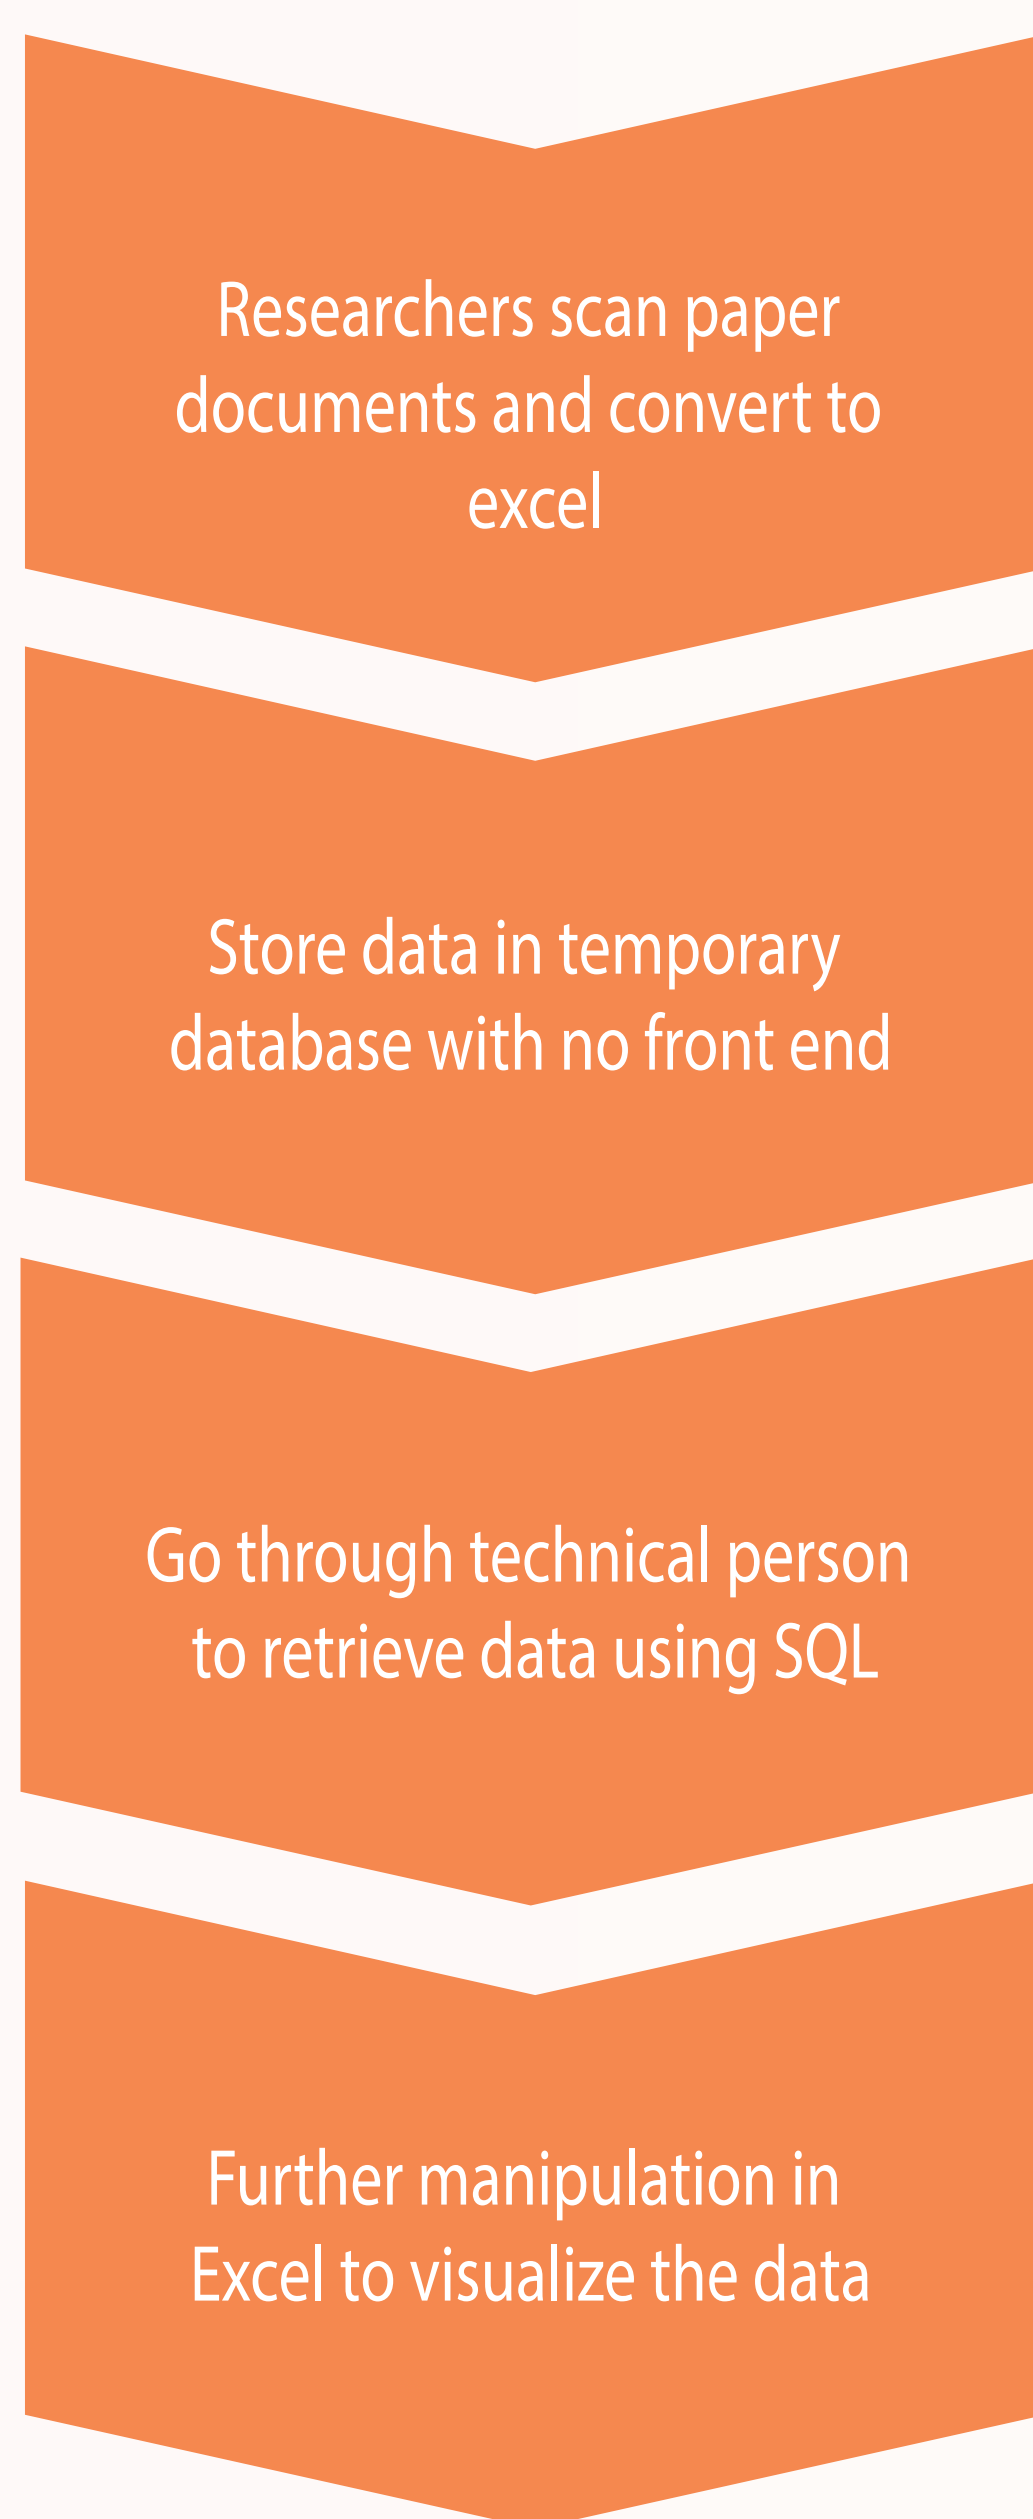 Researchers scan paper
documents and convert to
excel
Store data in temporary
database with no front end
Go through technical person
to retrieve data using SQL
Further manipulation in
Excel to visualize the data